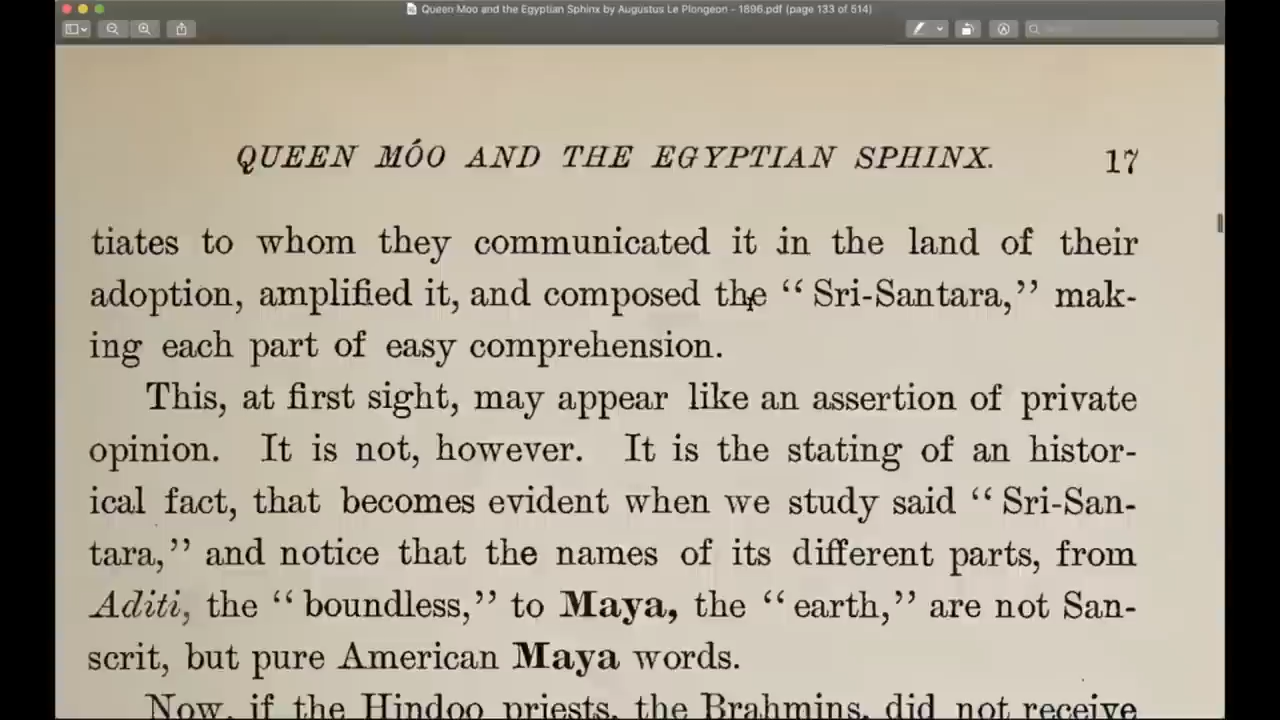 Queen Moo and the Egyptian Sphinx by Augustus Le Plongeon - 1896.pdf (page 133 of 514)
QUEEN MÓO AND THE EGYPTIAN SPHINX. 17
tiates to whom they communicated it in the land of their
adoption, amplified it, and composed the “ Sri-Santara,” mak-
ing each part of easy comprehension.
This, at first sight, may appear like an assertion of private
opinion. It is not, however. It is the stating of an histor-
ical fact, that becomes evident when we study said “ Sri-San-
tara,” and notice that the names of its different parts, from
Aditi, the “ boundless,” to Maya, the “ earth,” are not San-
scrit, but pure American Maya words.
Now, if the Hindoo priests, the Brahmins, did not receive